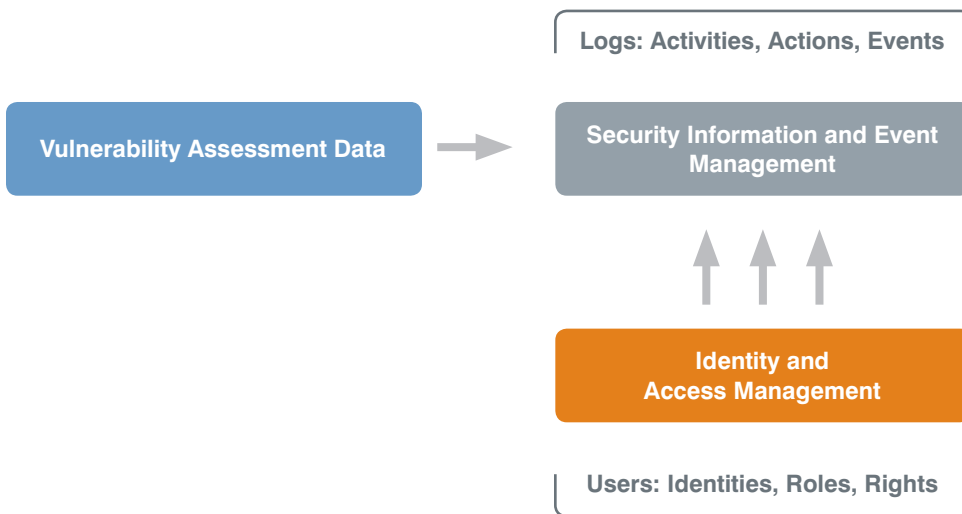 Logs: Activities, Actions, Events
Vulnerability Assessment Data
Security Information and Event
Management
Identity and
Access Management
Users: Identities, Roles, Rights